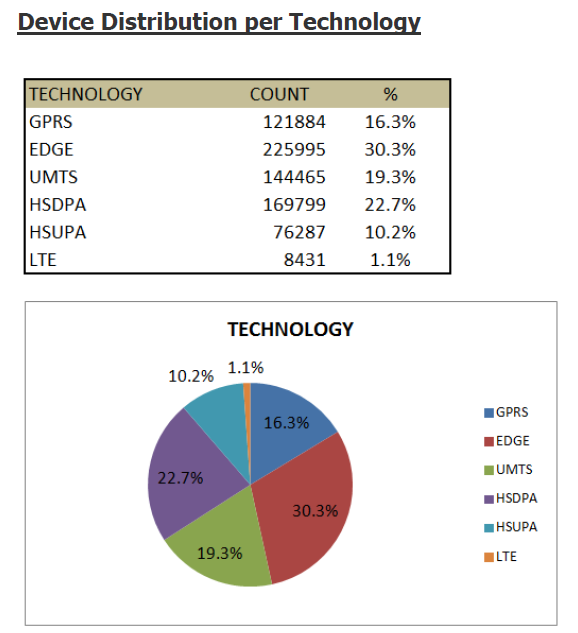 Device Distribution per Technology
TECHNOLOGY COUNT %
GPRS 121884 16.3%
EDGE 225995 30.3%
UMTS 144465 19.3%
HSDPA 169799 22.7%
HSUPA 76287 10.2%
LTE 8431 1.1%
TECHNOLOGY
10.2% 1.1%
16.3%
22.7%
30.3%
19.3%
GPRS
EDGE
UMTS
HSDPA
HSUPA
LTE